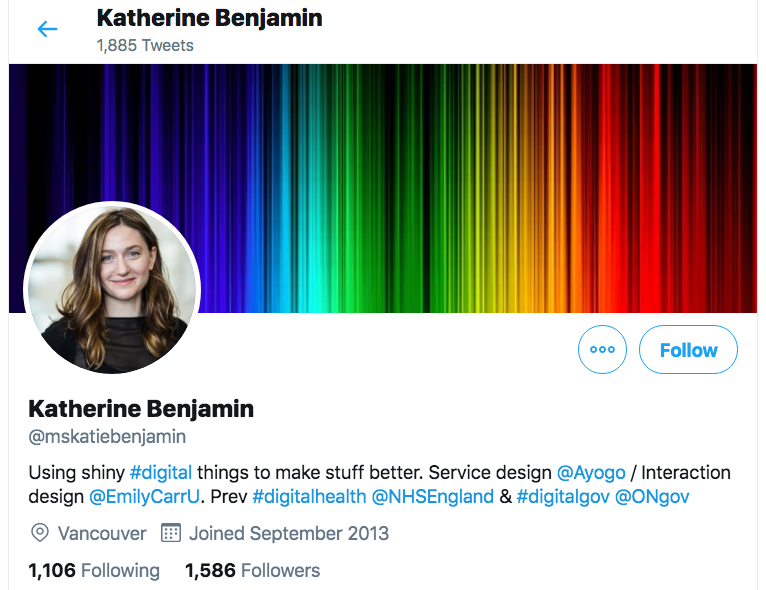 Katherine Benjamin
1,885 Tweets
Follow
Katherine Benjamin
@mskatiebenjamin
Using shiny #digital things to make stuff better. Service design @Ayogo / Interaction
design @EmilyCarrU. Prev #digitalhealth @NHSEngland & #digitalgov @ONgov
Vancouver Joined September 2013
1,106 Following 1,586 Followers